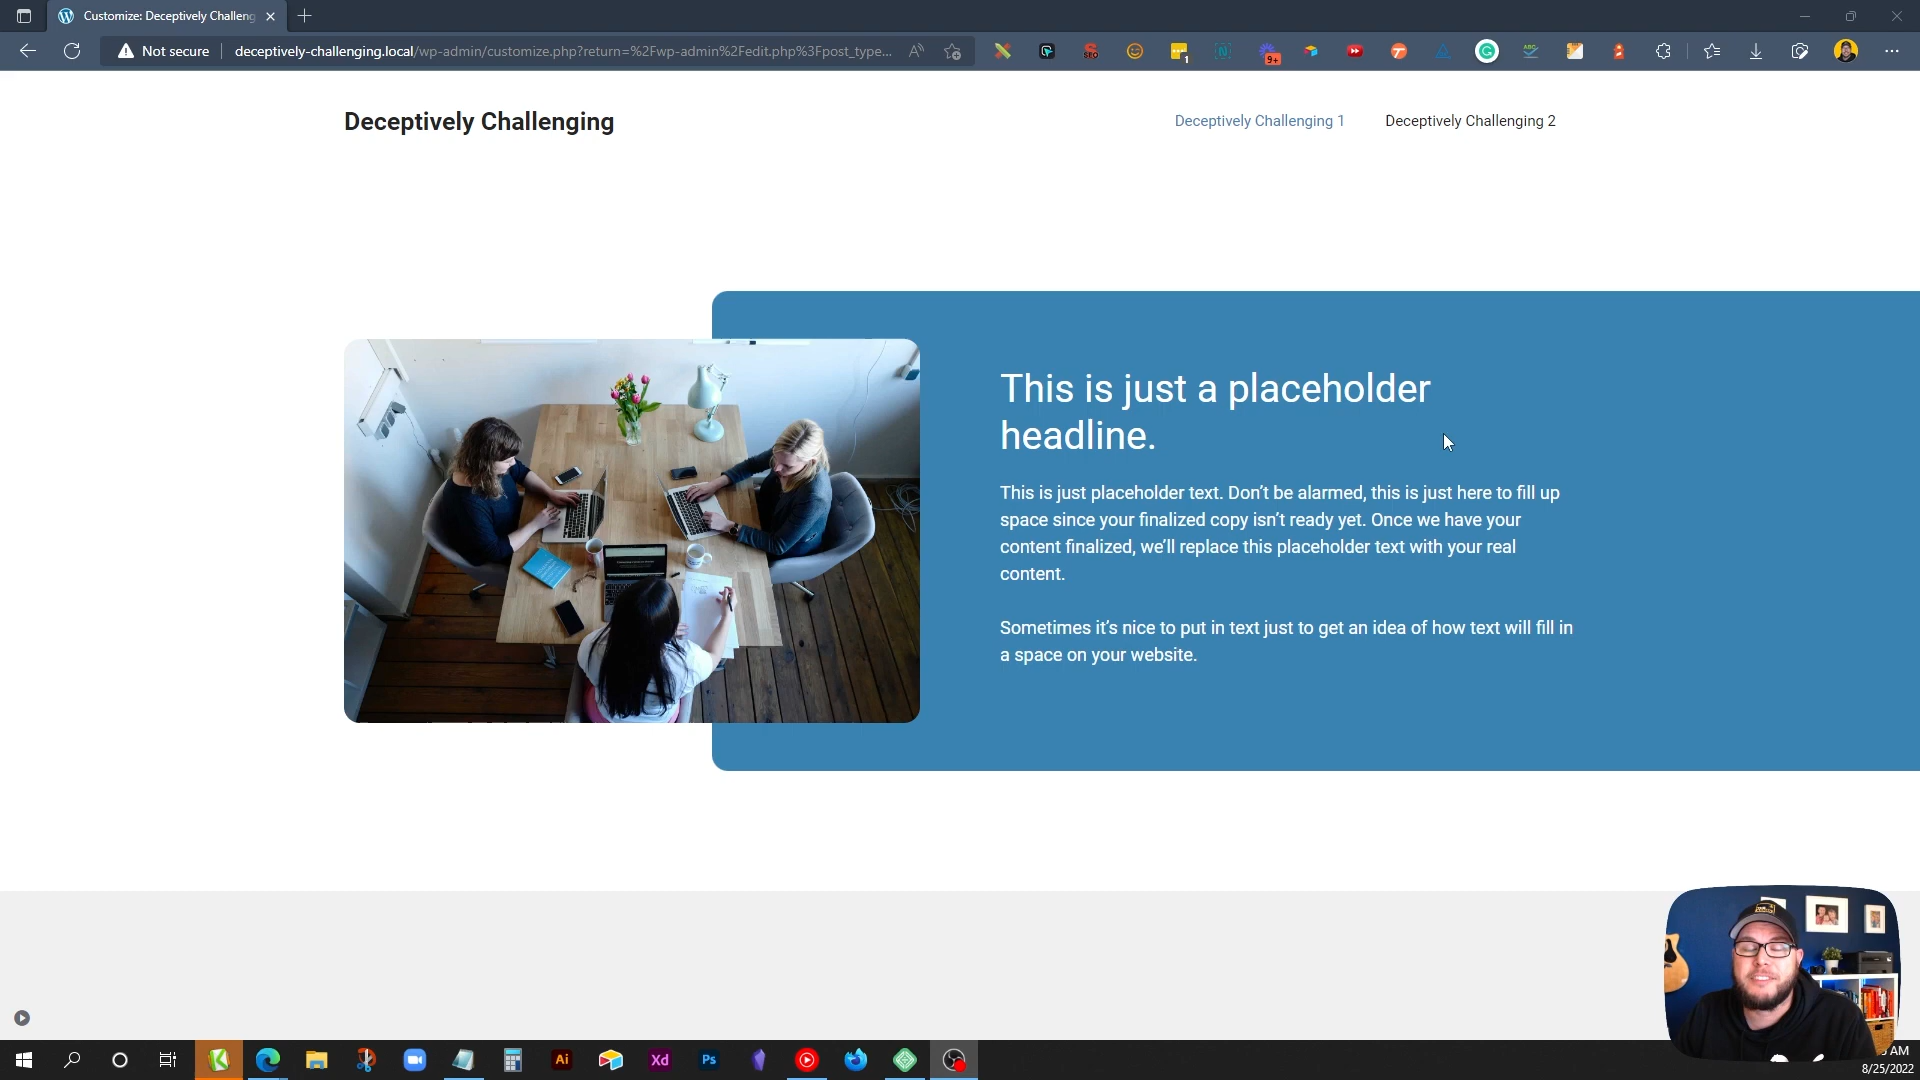 Customize: Deceptively Challeng
Not secure
deceptively-challenging.local/wp-admin/customize.php?return=%2Fwp-admin%2Fedit.php%3Fpost_type...
SEO
1
9+
ABC
Deceptively Challenging
Deceptively Challenging 1
Deceptively Challenging 2
This is just a placeholder
headline.
This is just placeholder text. Don’t be alarmed, this is just here to fill up
space since your finalized copy isn’t ready yet. Once we have your
content finalized, we’ll replace this placeholder text with your real
content.
Sometimes it’s nice to put in text just to get an idea of how text will fill in
a space on your website.
Ai
Xd
Ps
AM
8/25/2022